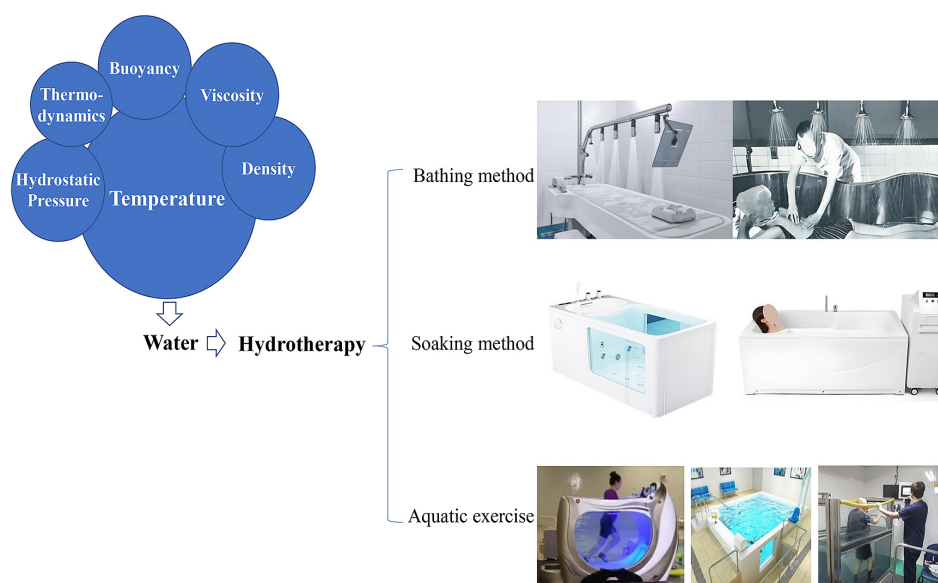 Buoyancy
Thermo-
dynamics
Viscosity
Hydrostatic
Pressure
Temperature
Density
Bathing method
Water
Hydrotherapy
Soaking method
Aquatic exercise